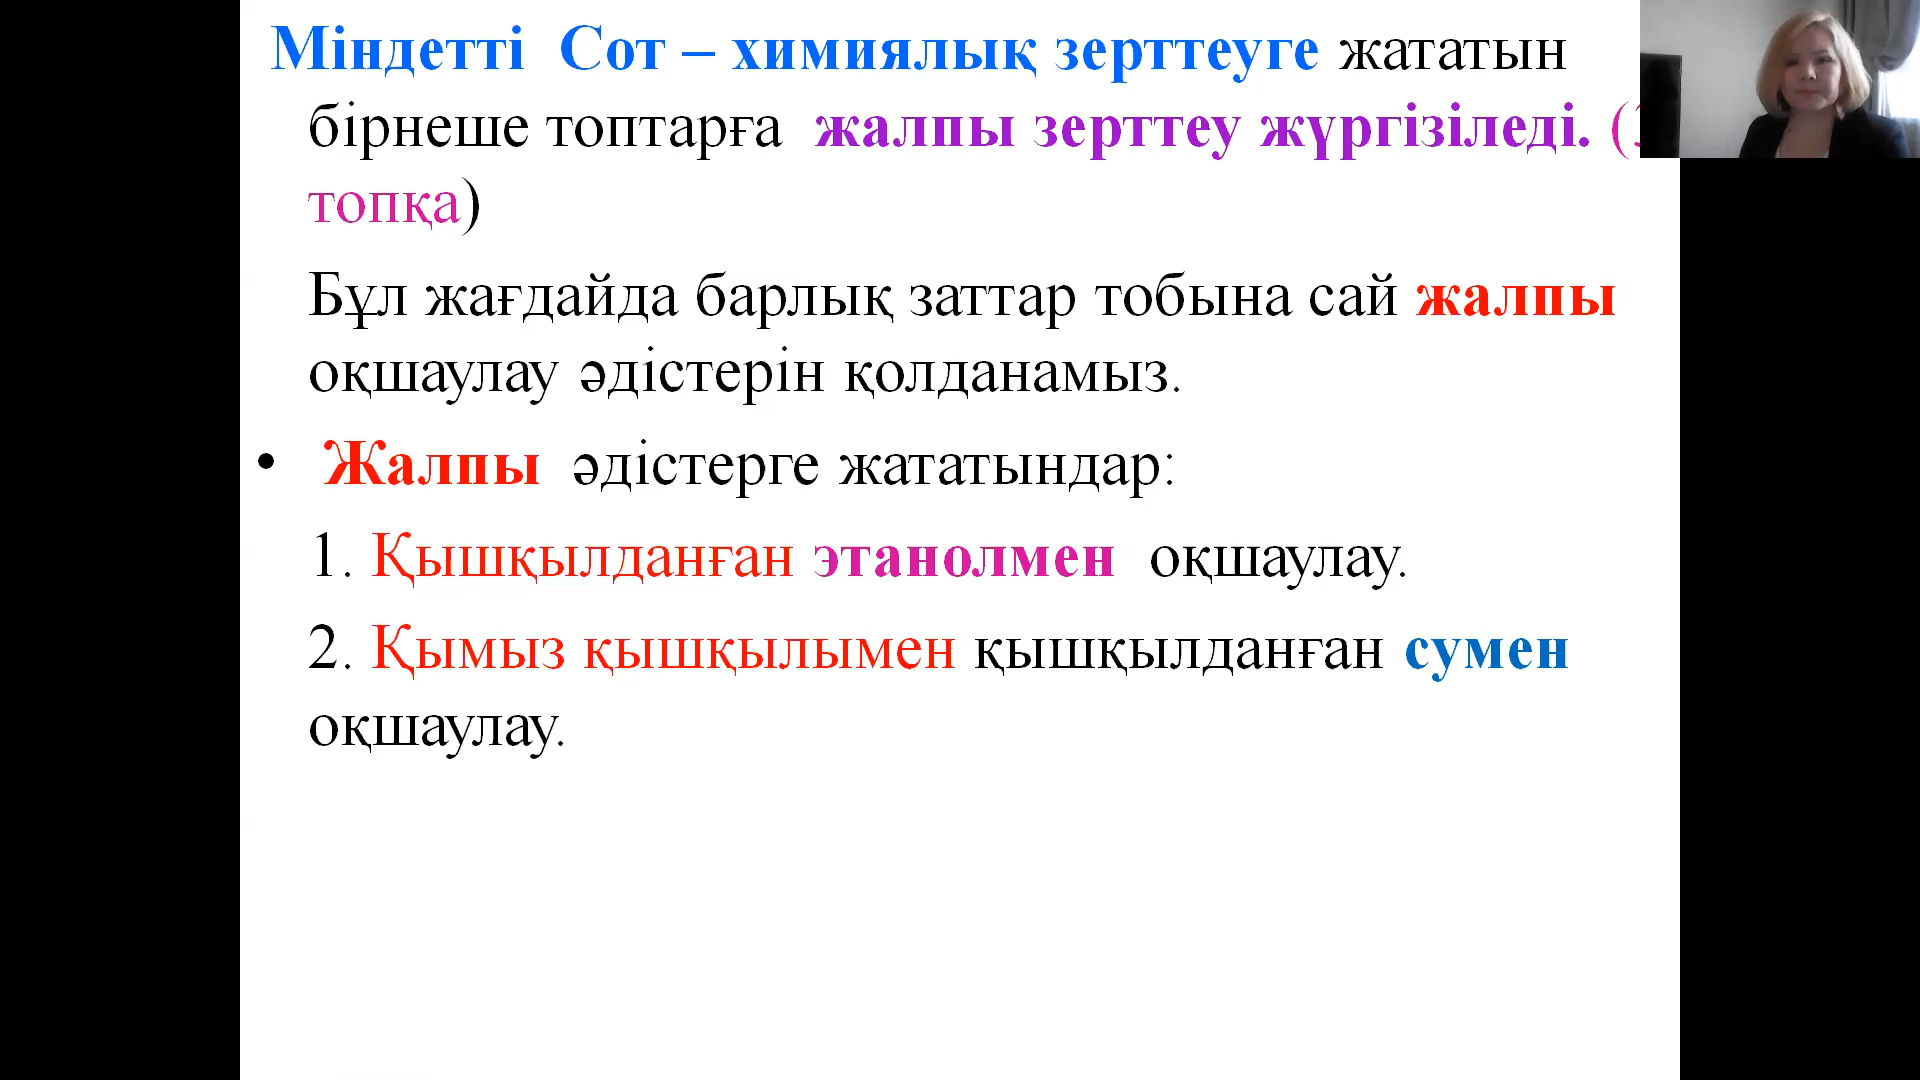 Міндетті Сот – химиялық зерттеуге жататын
бірнеше топтарға жалпы зерттеу жүргізіледі. (
топқа)
Бұл жағдайда барлық заттар тобына сай жалпы
оқшаулау әдістерін қолданамыз.
• Жалпы әдістерге жататындар:
1. Қышқылданған этанолмен оқшаулау.
2. Қымыз қышқылымен қышқылданған сумен
оқшаулау.